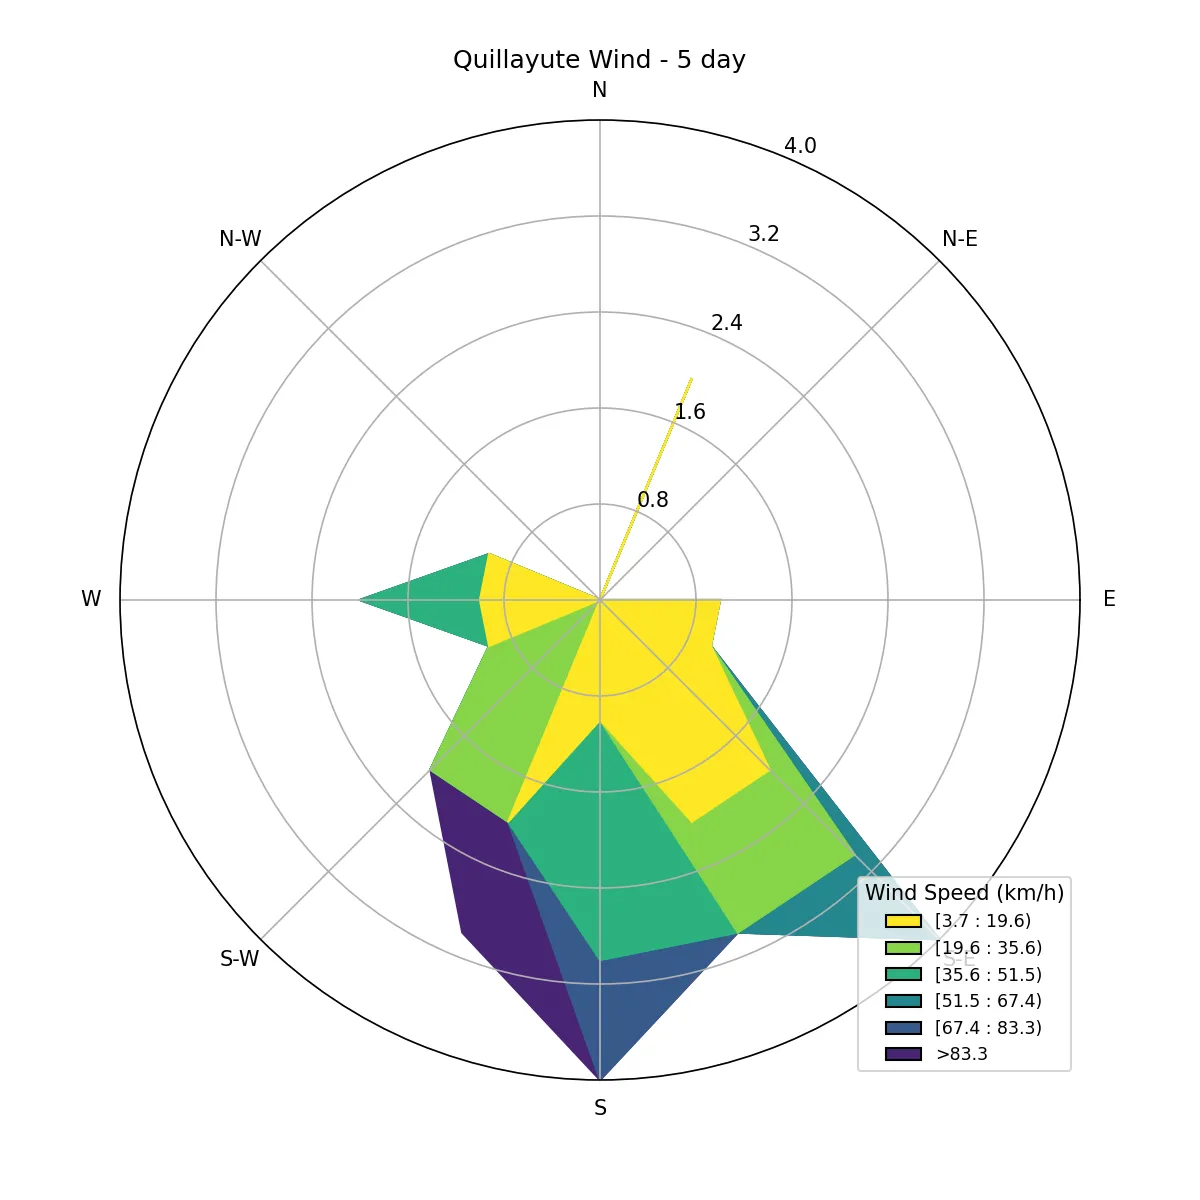 Quillayute Wind - 5 day
N
4.0
N-W
N-E
3.2
2.4
1.6
0.8
W
E
S-W
S-E
Wind Speed (km/h)
[3.7 : 19.6)
[19.6 : 35.6)
[35.6 : 51.5)
[51.5 : 67.4)
[67.4 : 83.3)
>83.3
S